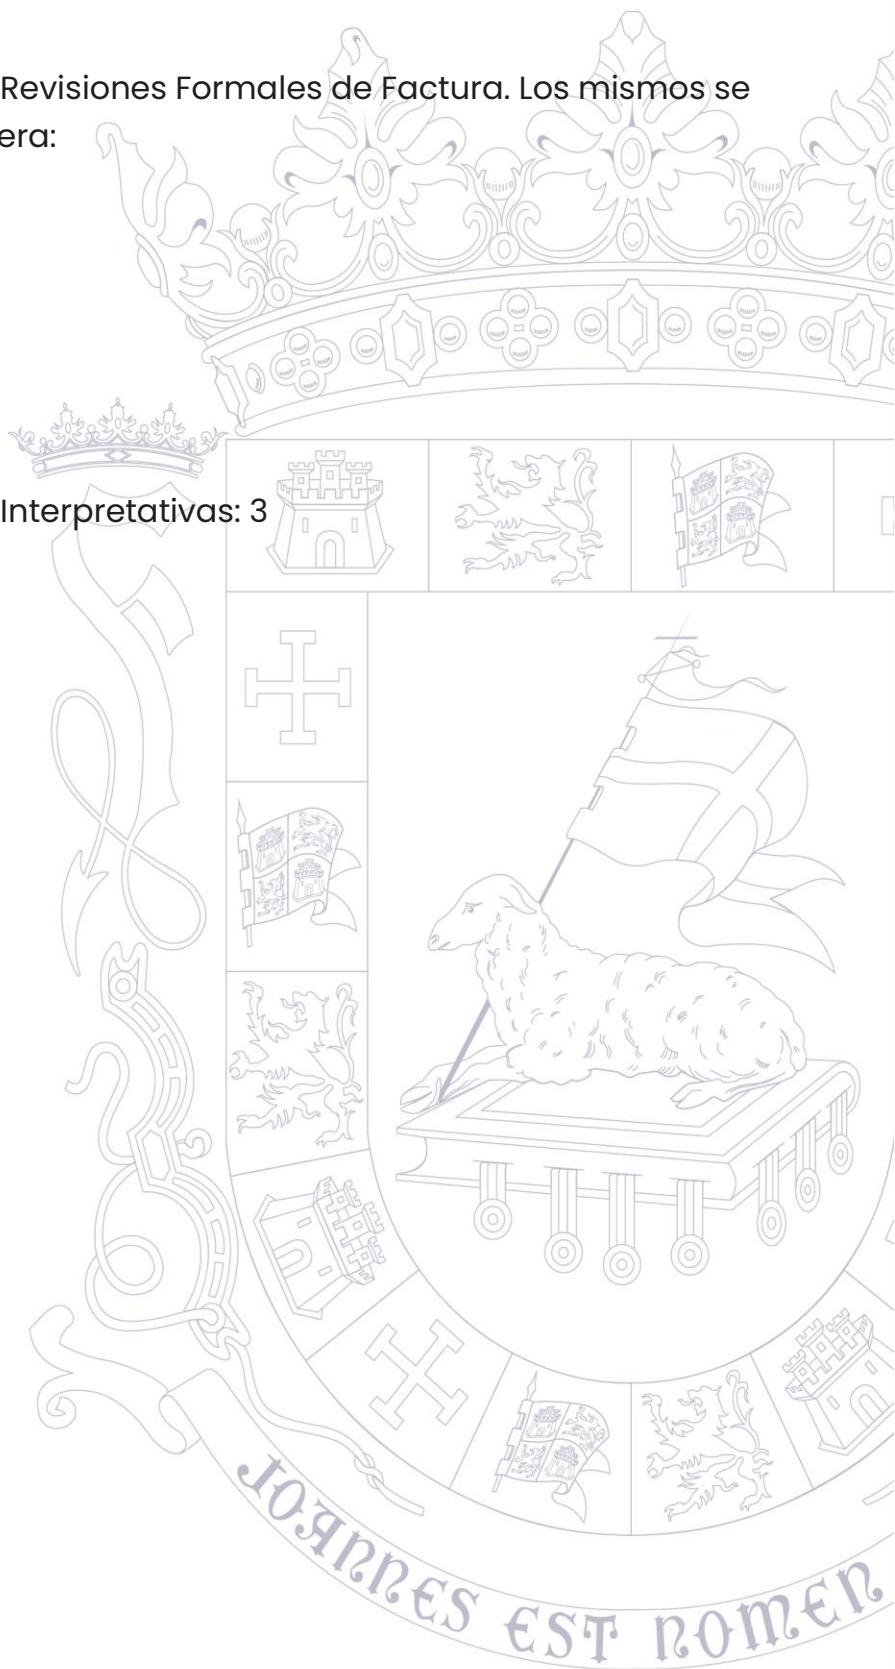 Revisiones Formales de Factura. Los mismos se
era:
Interpretativas: 3
JOANNES EST NOMEN